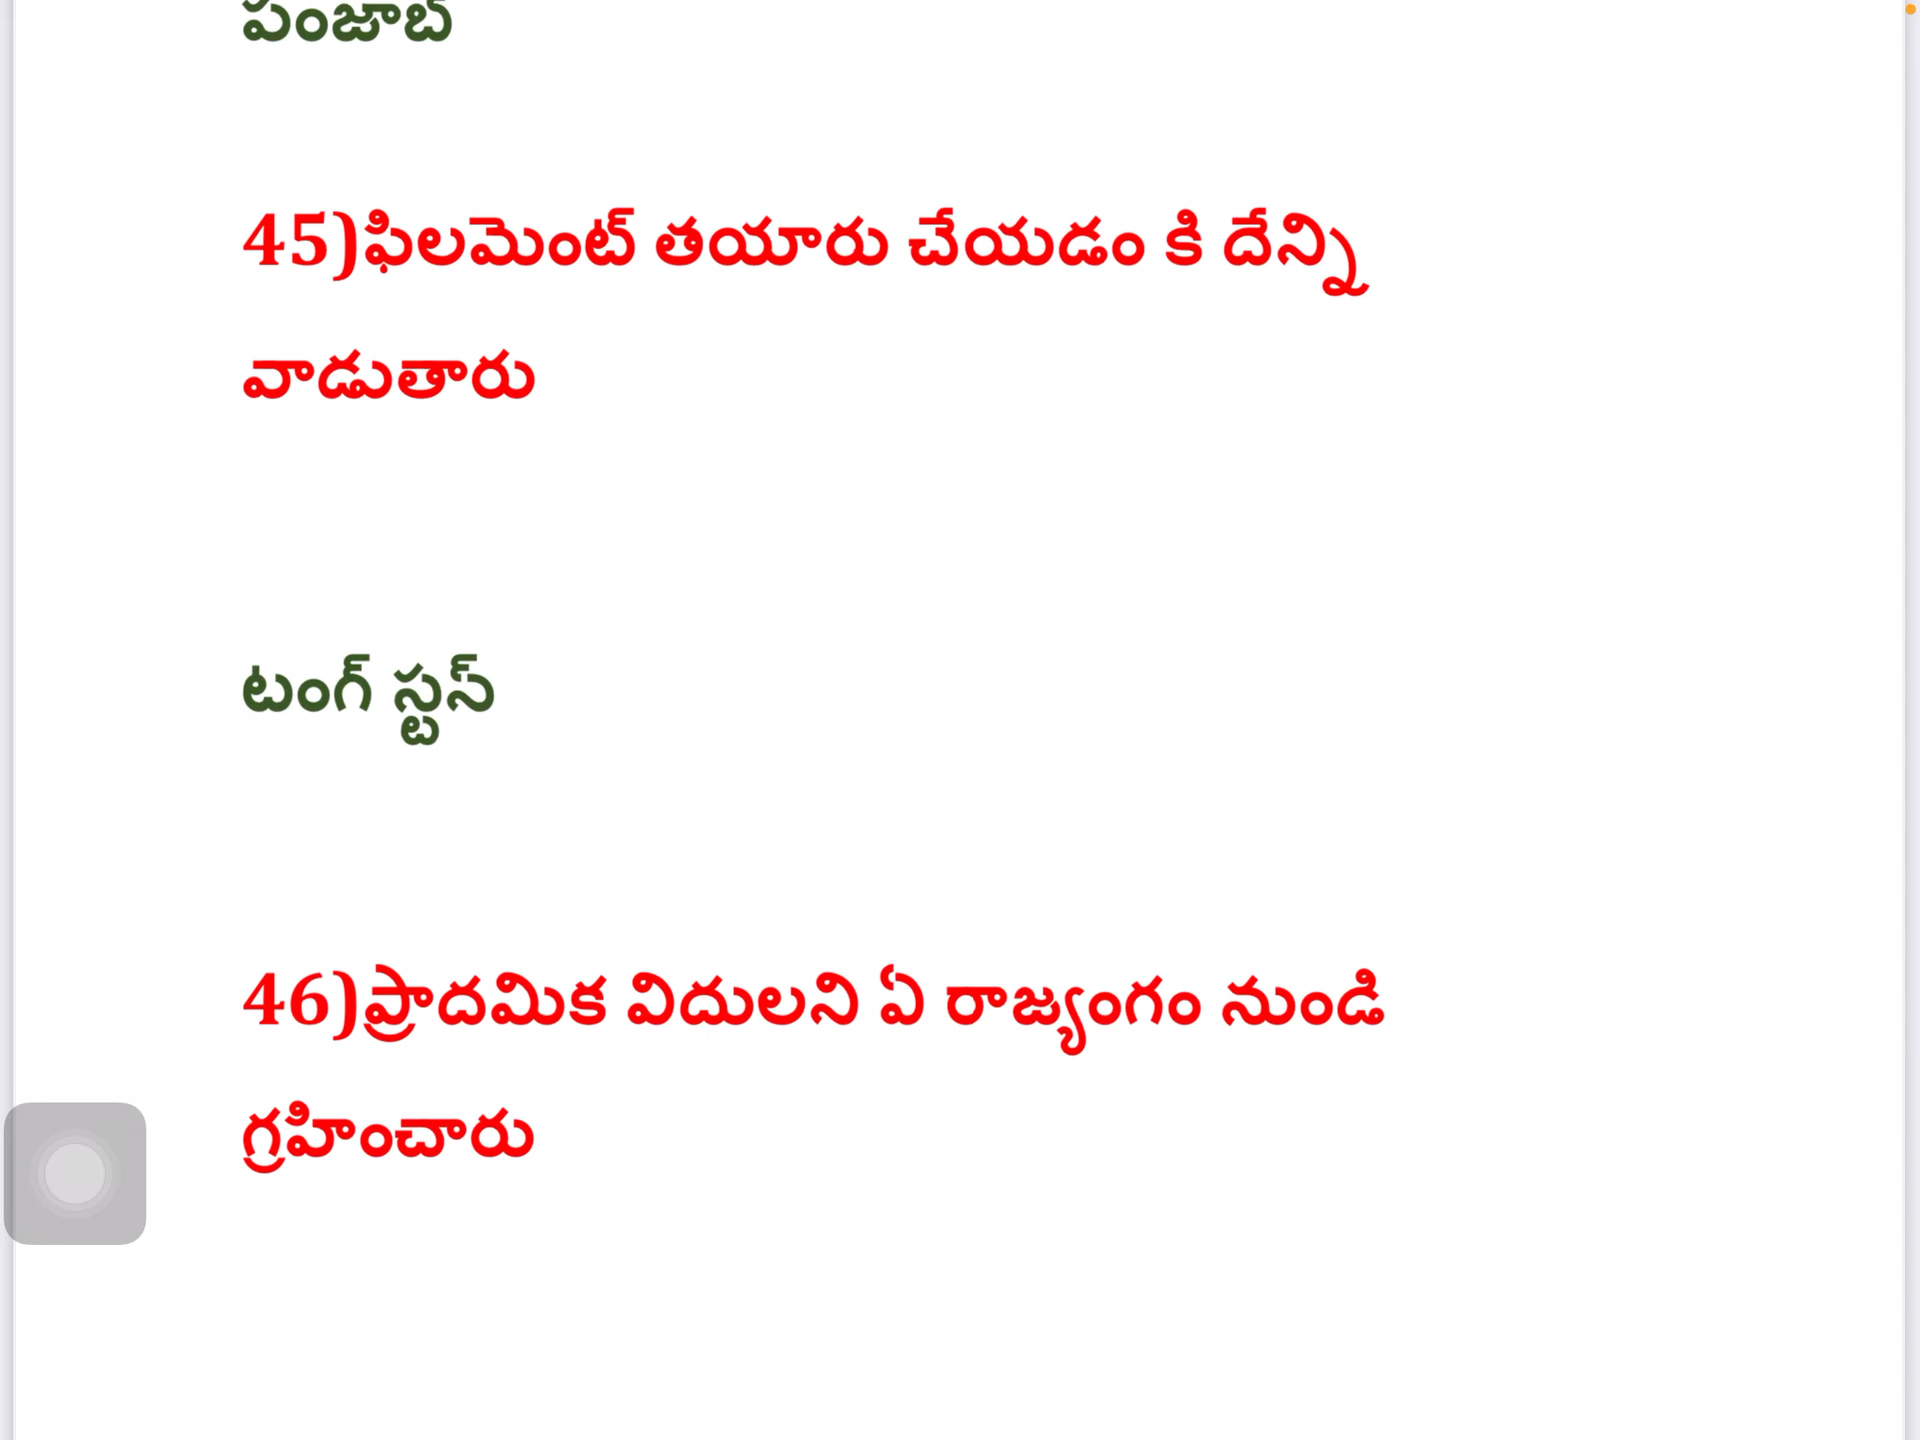 పంజాబ్
45)ఫిలమెంట్ తయారు చేయడం కి దేన్ని
వాడుతారు
టంగ్ స్టన్
46)ప్రాదమిక విదులని ఏ రాజ్యంగం నుండి
గ్రహించారు